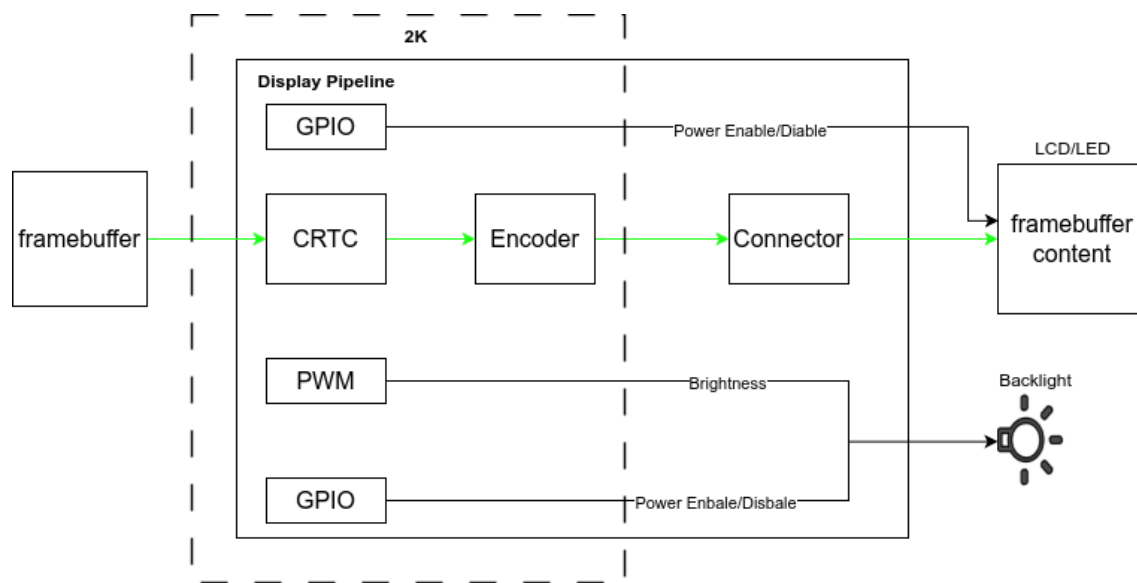 2K
Display Pipeline
GPIO
Power Enable/Diable
LCD/LED
framebuffer
CRTC
Encoder
Connector
framebuffer
content
PWM
Brightness
Backlight
GPIO
Power Enbale/Disbale